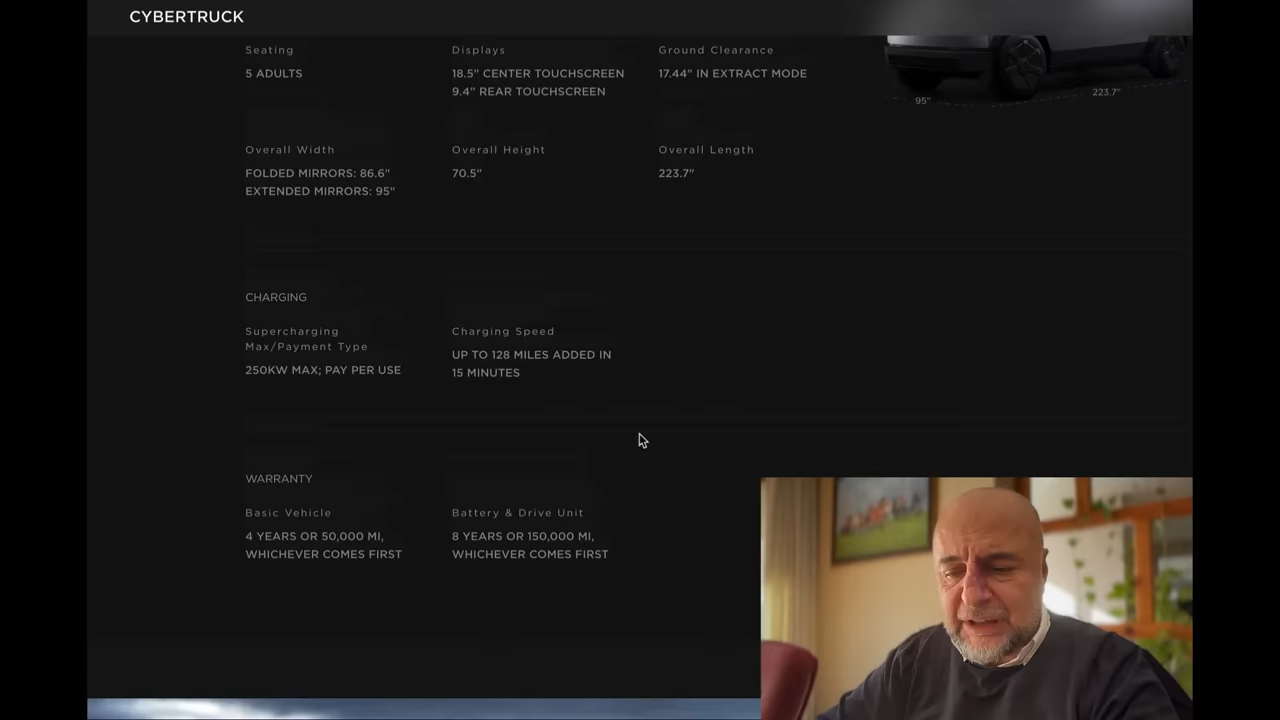 CYBERTRUCK
Seating
5 ADULTS
Displays
18.5" CENTER TOUCHSCREEN
9.4" REAR TOUCHSCREEN
Ground Clearance
17.44" IN EXTRACT MODE
95"
223.7"
Overall Width
FOLDED MIRRORS: 86.6"
EXTENDED MIRRORS: 95"
Overall Height
70.5"
Overall Length
223.7"
CHARGING
Supercharging
Max/Payment Type
250KW MAX; PAY PER USE
Charging Speed
UP TO 128 MILES ADDED IN
15 MINUTES
WARRANTY
Basic Vehicle
4 YEARS OR 50,000 MI,
WHICHEVER COMES FIRST
Battery & Drive Unit
8 YEARS OR 150,000 MI,
WHICHEVER COMES FIRST